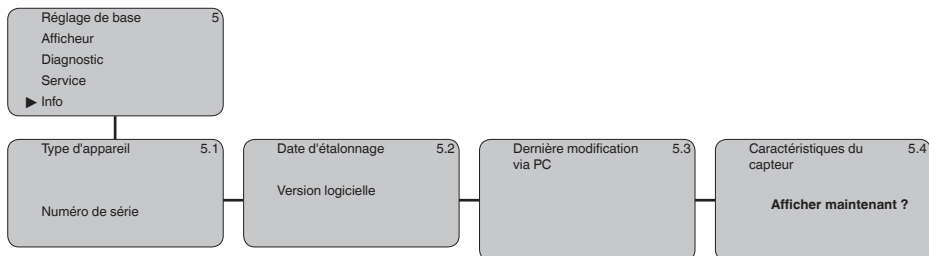 Réglage de base 5
Afficheur
Diagnostic
Service
▶ Info
Type d'appareil 5.1
Numéro de série
Date d'étalonnage 5.2
Version logicielle
Dernière modification 5.3
via PC
Caractéristiques du 5.4
capteur
Afficher maintenant ?